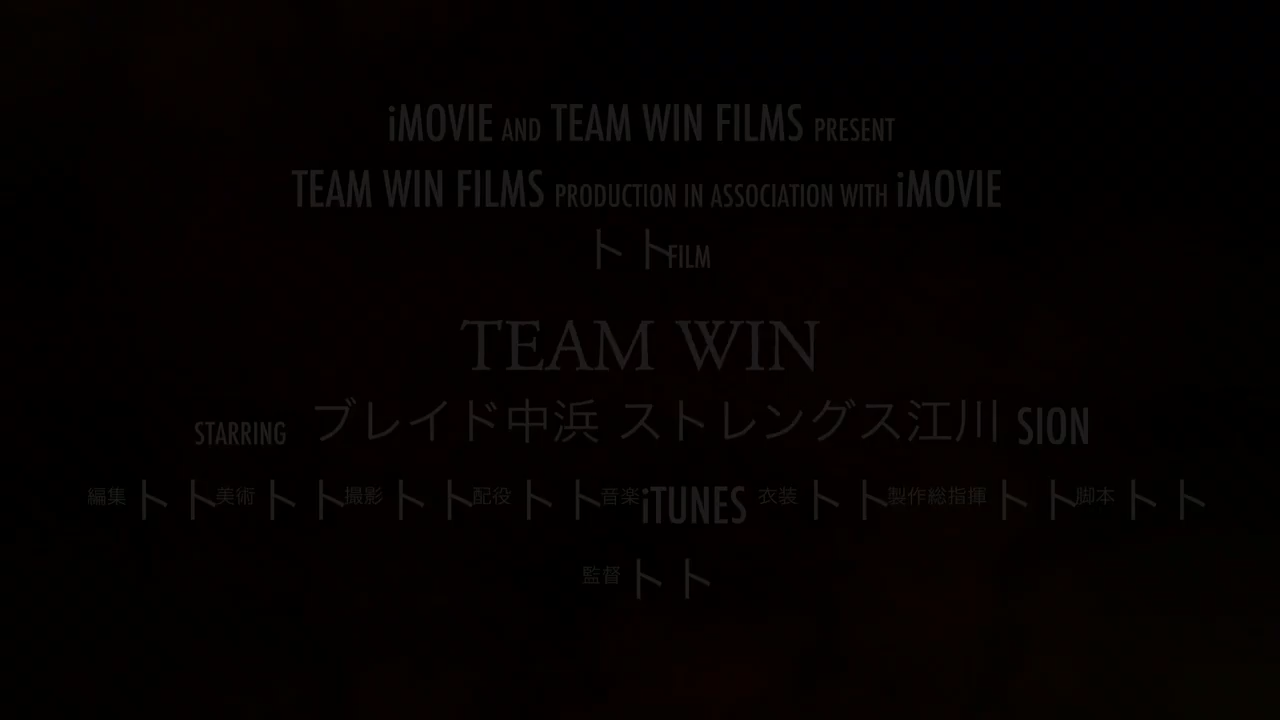 iMOVIE AND TEAM WIN FILMS PRESENT
TEAM WIN FILMS PRODUCTION IN ASSOCIATION WITH iMOVIE
トトFILM
TEAM WIN
STARRING ブレイド中浜 ストレングス江川 SION
編集トト美術トト撮影トト配役トト音楽iTUNES 衣装トト製作総指揮トト脚本トト
監督トト